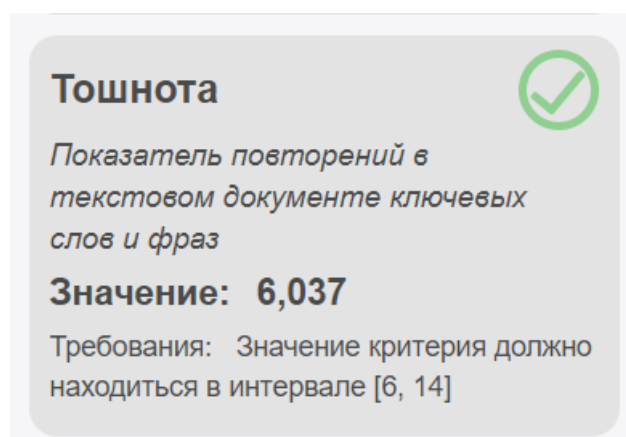 Тошнота
Показатель повторений в
текстовом документе ключевых
слов и фраз
Значение: 6,037
Требования: Значение критерия должно
находиться в интервале [6, 14]